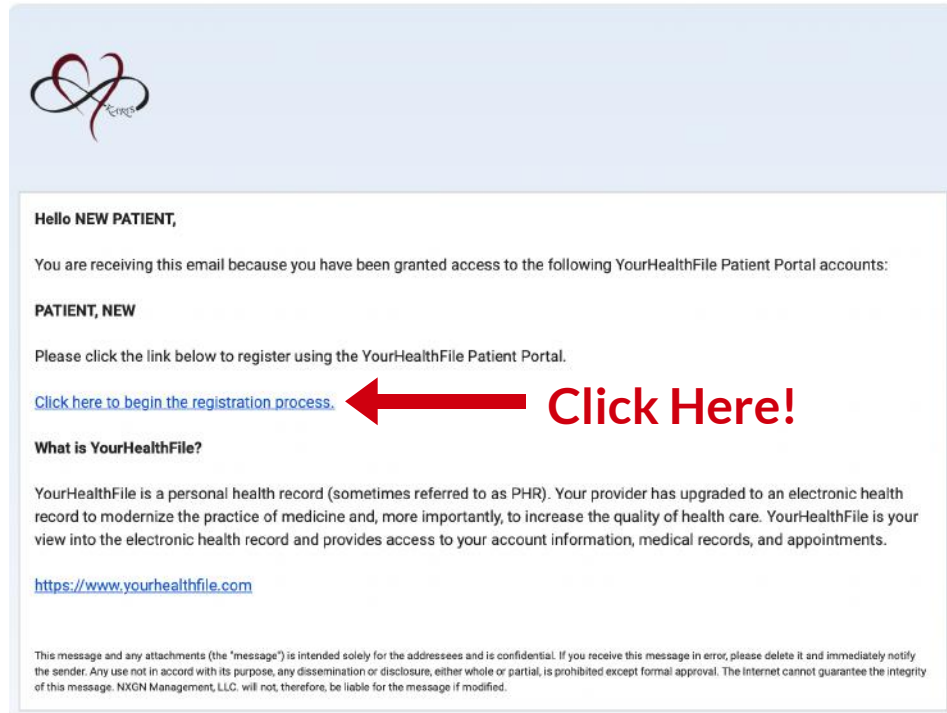 KARIS
Hello NEW PATIENT,
You are receiving this email because you have been granted access to the following YourHealthFile Patient Portal accounts:
PATIENT, NEW
Please click the link below to register using the YourHealthFile Patient Portal.
Click here to begin the registration process.
Click Here!
What is YourHealthFile?
YourHealthFile is a personal health record (sometimes referred to as PHR). Your provider has upgraded to an electronic health
record to modernize the practice of medicine and, more importantly, to increase the quality of health care. YourHealthFile is your
view into the electronic health record and provides access to your account information, medical records, and appointments.
https://www.yourhealthfile.com
This message and any attachments (the "message") is intended solely for the addressees and is confidential. If you receive this message in error, please delete it and immediately notify
the sender. Any use not in accord with its purpose, any dissemination or disclosure, either whole or partial, is prohibited except formal approval. The Internet cannot guarantee the integrity
of this message. NXGN Management, LLC. will not, therefore, be liable for the message if modified.